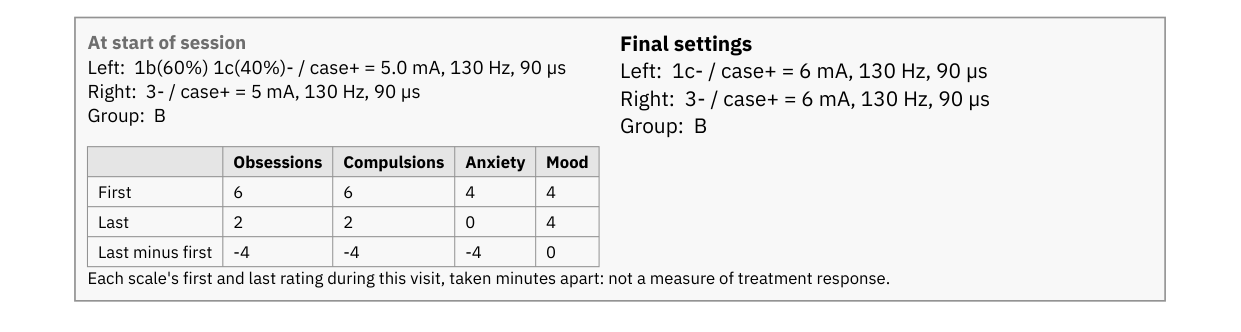 At start of session
Left: 1b(60%) 1c(40%)- / case+ = 5.0 mA, 130 Hz, 90 µs
Right: 3- / case+ = 5 mA, 130 Hz, 90 µs
Group: B
Final settings
Left: 1c- / case+ = 6 mA, 130 Hz, 90 µs
Right: 3- / case+ = 6 mA, 130 Hz, 90 µs
Group: B
Obsessions Compulsions Anxiety Mood
First 6 6 4 4
Last 2 2 0 4
Last minus first -4 -4 -4 0
Each scale's first and last rating during this visit, taken minutes apart: not a measure of treatment response.